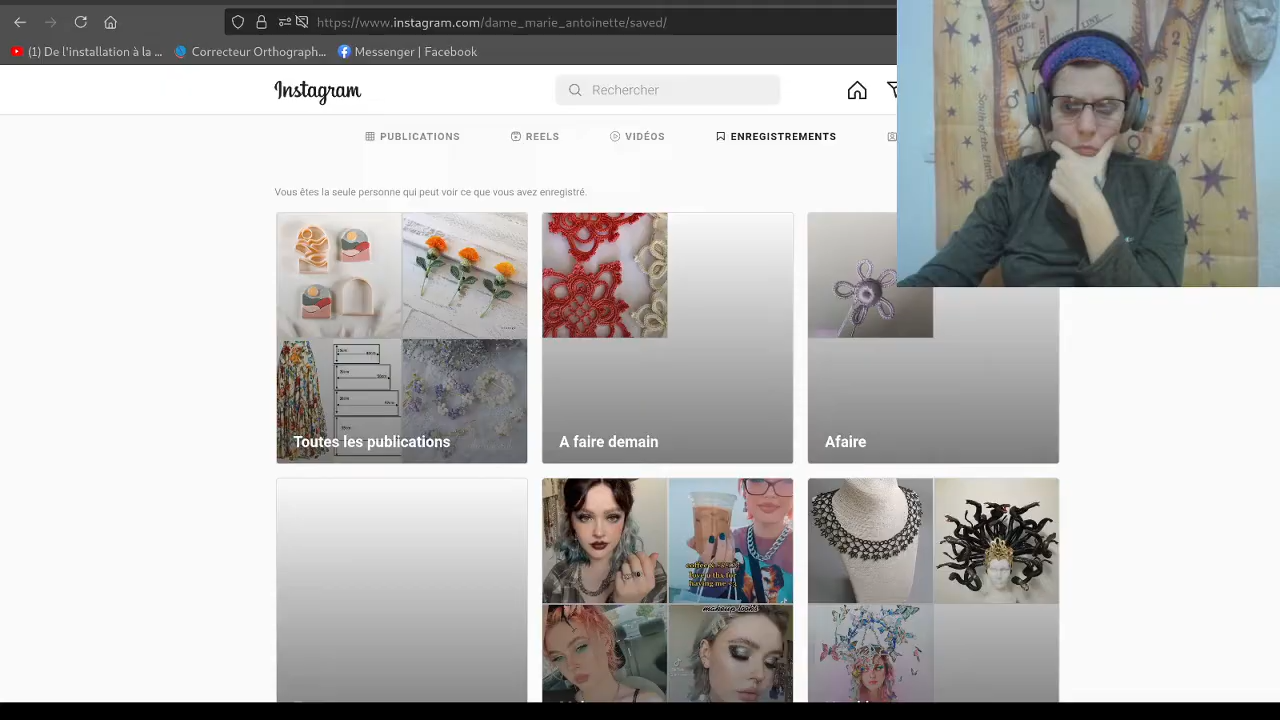 https://www.instagram.com/dame_marie_antoinette/saved/
(1) De l'installation à la ...
Correcteur Orthograph...
Messenger | Facebook
Instagram
Rechercher
PUBLICATIONS
REELS
VIDÉOS
ENREGISTREMENTS
Vous êtes la seule personne qui peut voir ce que vous avez enregistré.
Toutes les publications
A faire demain
Afaire
makeup looks